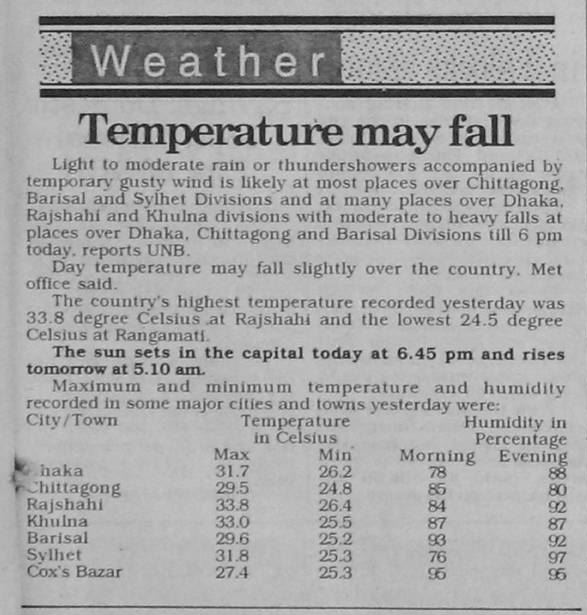 Weather
Temperature may fall
Light to moderate rain or thundershowers accompanied by
temporary gusty wind is likely at most places over Chittagong,
Barisal and Sylhet Divisions and at many places over Dhaka,
Rajshahi and Khulna divisions with moderate to heavy falls at
places over Dhaka, Chittagong and Barisal Divisions till 6 pm
today, reports UNB.
Day temperature may fall slightly over the country, Met
office said.
The country's highest temperature recorded yesterday was
33.8 degree Celsius at Rajshahi and the lowest 24.5 degree
Celsius at Rangamati.
The sun sets in the capital today at 6.45 pm and rises
tomorrow at 5.10 am.
Maximum and minimum temperature and humidity
recorded in some major cities and towns yesterday were:
City/Town Temperature Humidity in
in Celsius Percentage
Max Min Morning Evening
haka 31.7 26.2 78 88
Chittagong 29.5 24.8 85 80
Rajshahi 33.8 26.4 84 92
Khulna 33.0 25.5 87 87
Barisal 29.6 25.2 93 92
Sylhet 31.8 25.3 76 97
Cox's Bazar 27.4 25.3 95 95